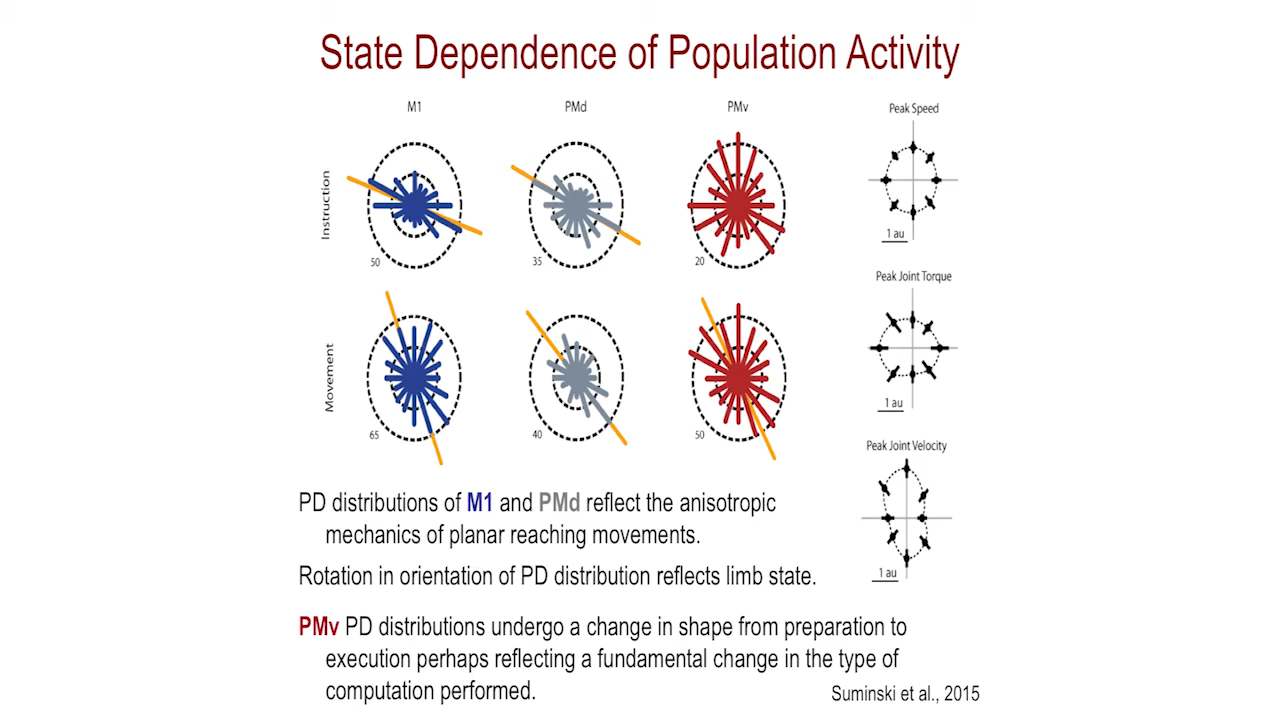 State Dependence of Population Activity
M1
PMd
PMv
Peak Speed
Instruction
50
35
20
1 au
Peak Joint Torque
Movement
65
40
50
1 au
Peak Joint Velocity
1 au
PD distributions of M1 and PMd reflect the anisotropic
mechanics of planar reaching movements.
Rotation in orientation of PD distribution reflects limb state.
PMv PD distributions undergo a change in shape from preparation to
execution perhaps reflecting a fundamental change in the type of
computation performed.
Suminski et al., 2015